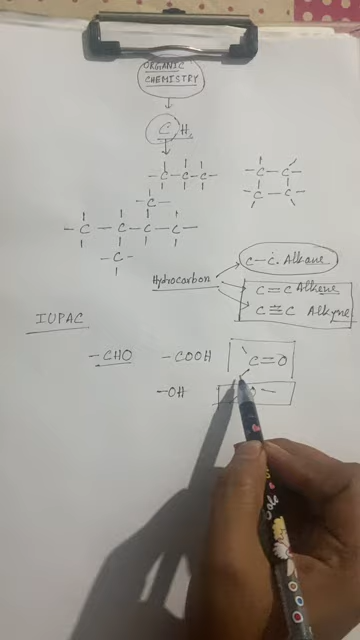 ORGANIC
CHEMISTRY
C H,
-C-C-C-
-C-C-
-C-C-
-C-
-C-C-C-C-
-C-
C-C. Alkane
Hydrocarbon
C=C Alkene
C≡C Alkyne
IUPAC
-CHO
-COOH
C=O
-OH